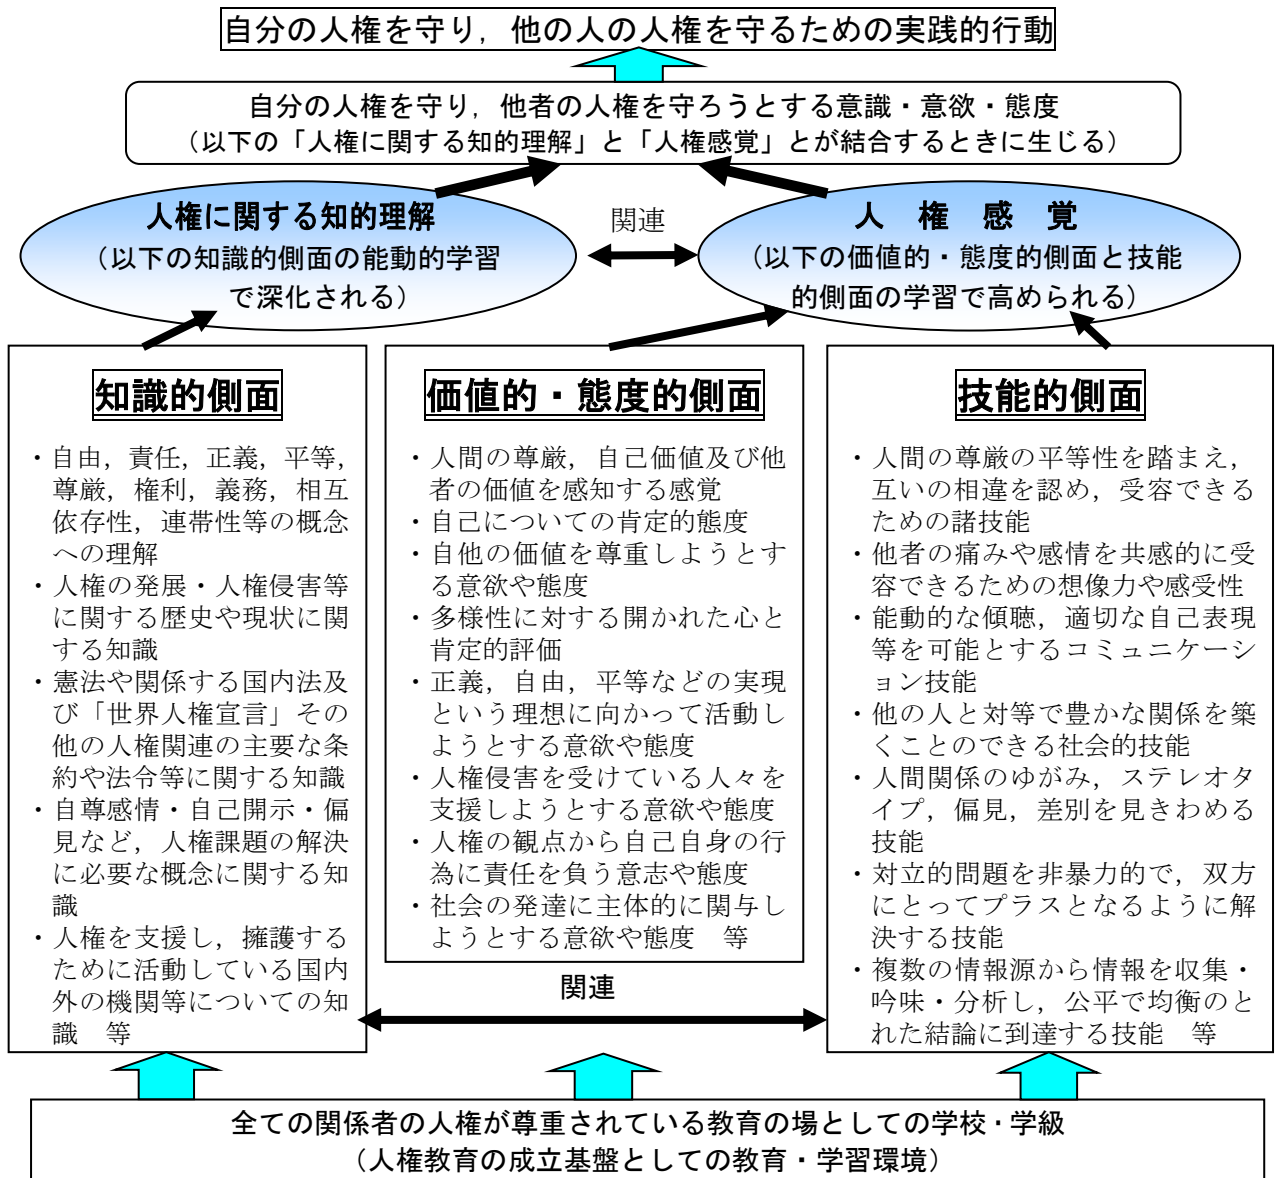 自分の人権を守り，他の人の人権を守るための実践的行動
自分の人権を守り，他者の人権を守ろうとする意識・意欲・態度
（以下の「人権に関する知的理解」と「人権感覚」とが結合するときに生じる）
人権に関する知的理解
（以下の知識的側面の能動的学習
で深化される）
関連
人　権　感　覚
（以下の価値的・態度的側面と技能
的側面の学習で高められる）
知識的側面
・自由，責任，正義，平等，
尊厳，権利，義務，相互
依存性，連帯性等の概念
への理解
・人権の発展・人権侵害等
に関する歴史や現状に関
する知識
・憲法や関係する国内法及
び「世界人権宣言」その
他の人権関連の主要な条
約や法令等に関する知識
・自尊感情・自己開示・偏
見など，人権課題の解決
に必要な概念に関する知
識
・人権を支援し，擁護する
ために活動している国内
外の機関等についての知
識　等
価値的・態度的側面
・人間の尊厳，自己価値及び他
者の価値を感知する感覚
・自己についての肯定的態度
・自他の価値を尊重しようとす
る意欲や態度
・多様性に対する開かれた心と
肯定的評価
・正義，自由，平等などの実現
という理想に向かって活動し
ようとする意欲や態度
・人権侵害を受けている人々を
支援しようとする意欲や態度
・人権の観点から自己自身の行
為に責任を負う意志や態度
・社会の発達に主体的に関与し
ようとする意欲や態度　等
技能的側面
・人間の尊厳の平等性を踏まえ，
互いの相違を認め，受容できる
ための諸技能
・他者の痛みや感情を共感的に受
容できるための想像力や感受性
・能動的な傾聴，適切な自己表現
等を可能とするコミュニケーシ
ョン技能
・他の人と対等で豊かな関係を築
くことのできる社会的技能
・人間関係のゆがみ，ステレオタ
イプ，偏見，差別を見きわめる
技能
・対立的問題を非暴力的で，双方
にとってプラスとなるように解
決する技能
・複数の情報源から情報を収集・
吟味・分析し，公平で均衡のと
れた結論に到達する技能　等
関連
全ての関係者の人権が尊重されている教育の場としての学校・学級
（人権教育の成立基盤としての教育・学習環境）